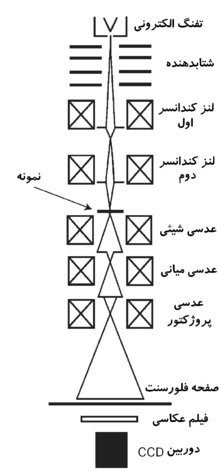 تفنگ الکترونی
شتابدهنده
لنز کندانسر
اول
لنز کندانسر
دوم
نمونه
عدسی شیئی
عدسی میانی
عدسی
پروژکتور
صفحه فلورسنت
فیلم عکاسی
دوربین CCD